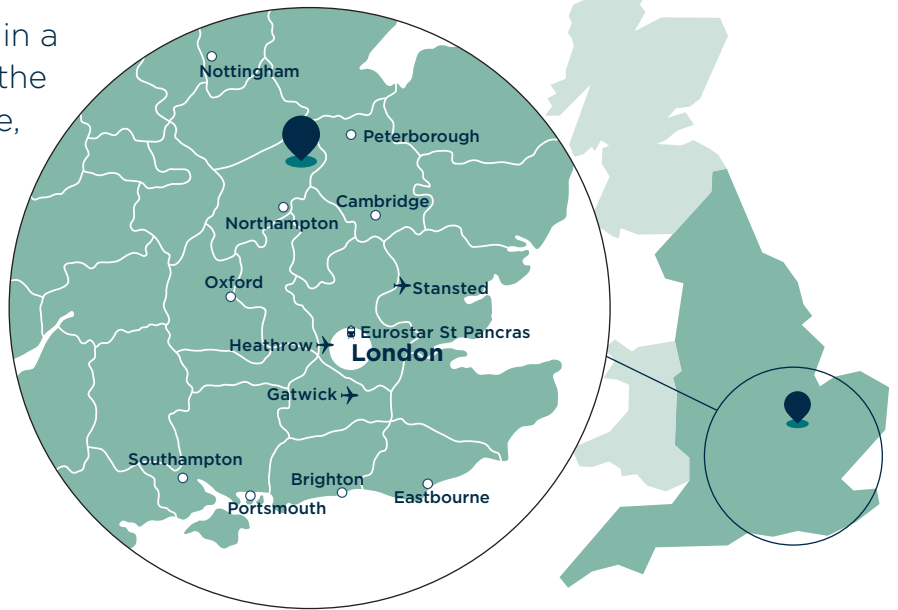 in a
the
e,
Nottingham
Peterborough
Cambridge
Northampton
Oxford
Stansted
Eurostar St Pancras
Heathrow
London
Gatwick
Southampton
Brighton
Eastbourne
Portsmouth